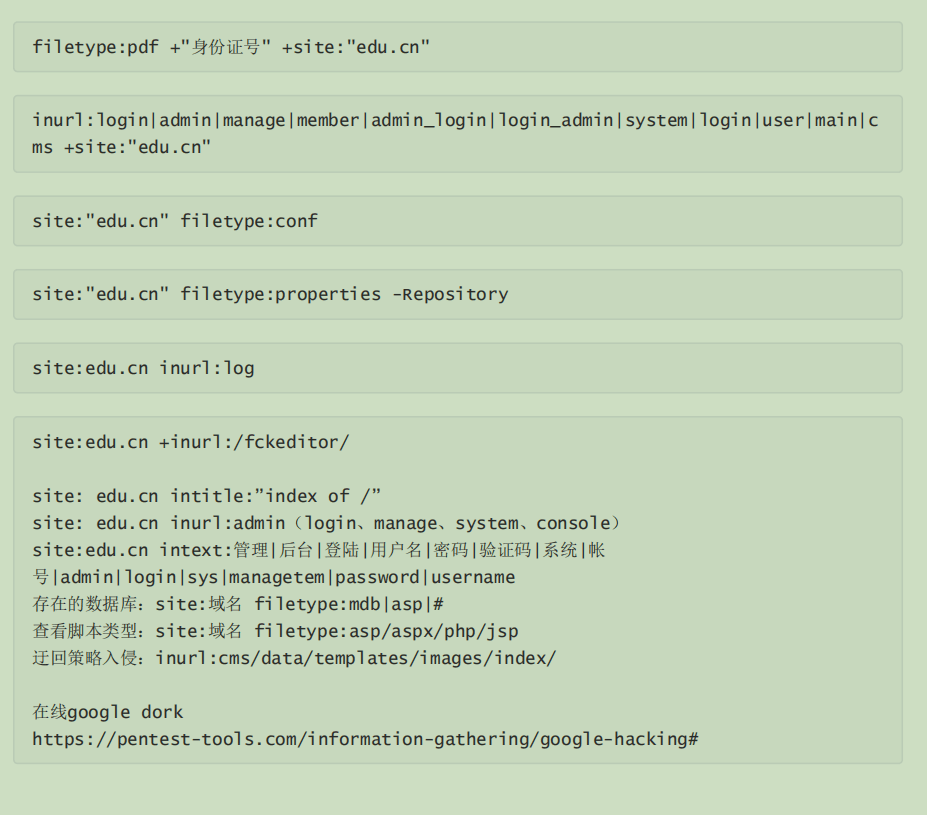 filetype:pdf +"身份证号" +site:"edu.cn"
inurl:login|admin|manage|member|admin_login|login_admin|system|login|user|main|c
ms +site:"edu.cn"
site:"edu.cn" filetype:conf
site:"edu.cn" filetype:properties -Repository
site:edu.cn inurl:log
site:edu.cn +inurl:/fckeditor/
site: edu.cn intitle:”index of /”
site: edu.cn inurl:admin（login、manage、system、console）
site:edu.cn intext:管理|后台|登陆|用户名|密码|验证码|系统|帐
号|admin|login|sys|managetem|password|username
存在的数据库：site:域名 filetype:mdb|asp|#
查看脚本类型：site:域名 filetype:asp/aspx/php/jsp
迂回策略入侵：inurl:cms/data/templates/images/index/
在线google dork
https://pentest-tools.com/information-gathering/google-hacking#